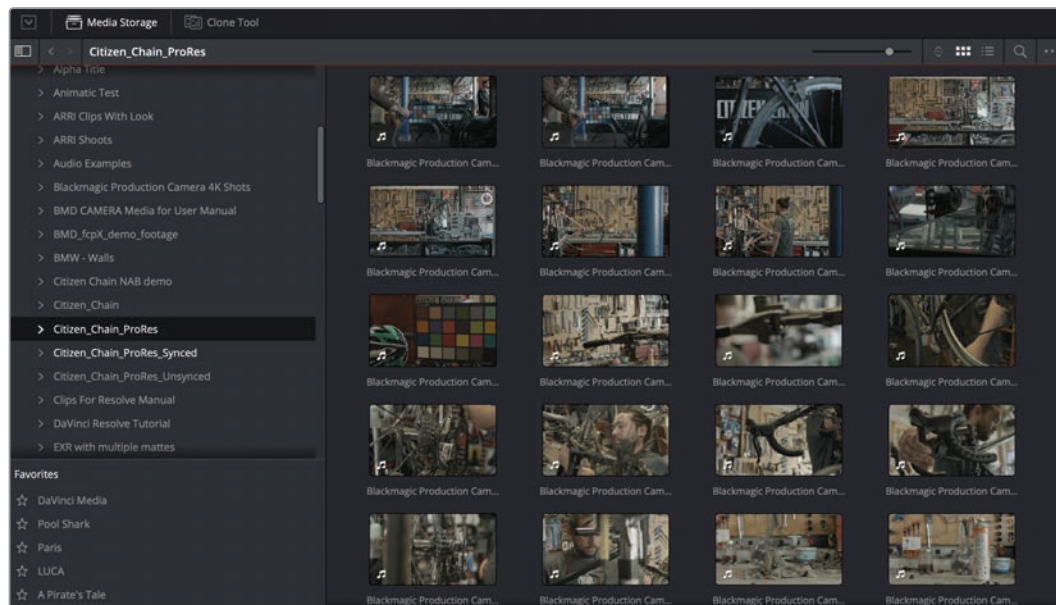 Media Storage Clone Tool
Citizen_Chain_ProRes
Alpha Title
Animatic Test
ARRI Clips With Look
ARRI Shoots
Audio Examples
Blackmagic Production Camera 4K Shots
BMD CAMERA Media for User Manual
BMD_fcpX_demo_footage
BMW - Walls
Citizen Chain NAB demo
Citizen_Chain
Citizen_Chain_ProRes
Citizen_Chain_ProRes_Synced
Citizen_Chain_ProRes_Unsynced
Clips For Resolve Manual
DaVinci Resolve Tutorial
EXR with multiple mattes
Favorites
DaVinci Media
Pool Shark
Paris
LUCA
A Pirate's Tale
Blackmagic Production Cam... Blackmagic Production Cam... Blackmagic Production Cam... Blackmagic Production Cam...
Blackmagic Production Cam... Blackmagic Production Cam... Blackmagic Production Cam... Blackmagic Production Cam...
Blackmagic Production Cam... Blackmagic Production Cam... Blackmagic Production Cam... Blackmagic Production Cam...
Blackmagic Production Cam... Blackmagic Production Cam... Blackmagic Production Cam... Blackmagic Production Cam...
Blackmagic Production Cam... Blackmagic Production Cam... Blackmagic Production Cam... Blackmagic Production Cam...